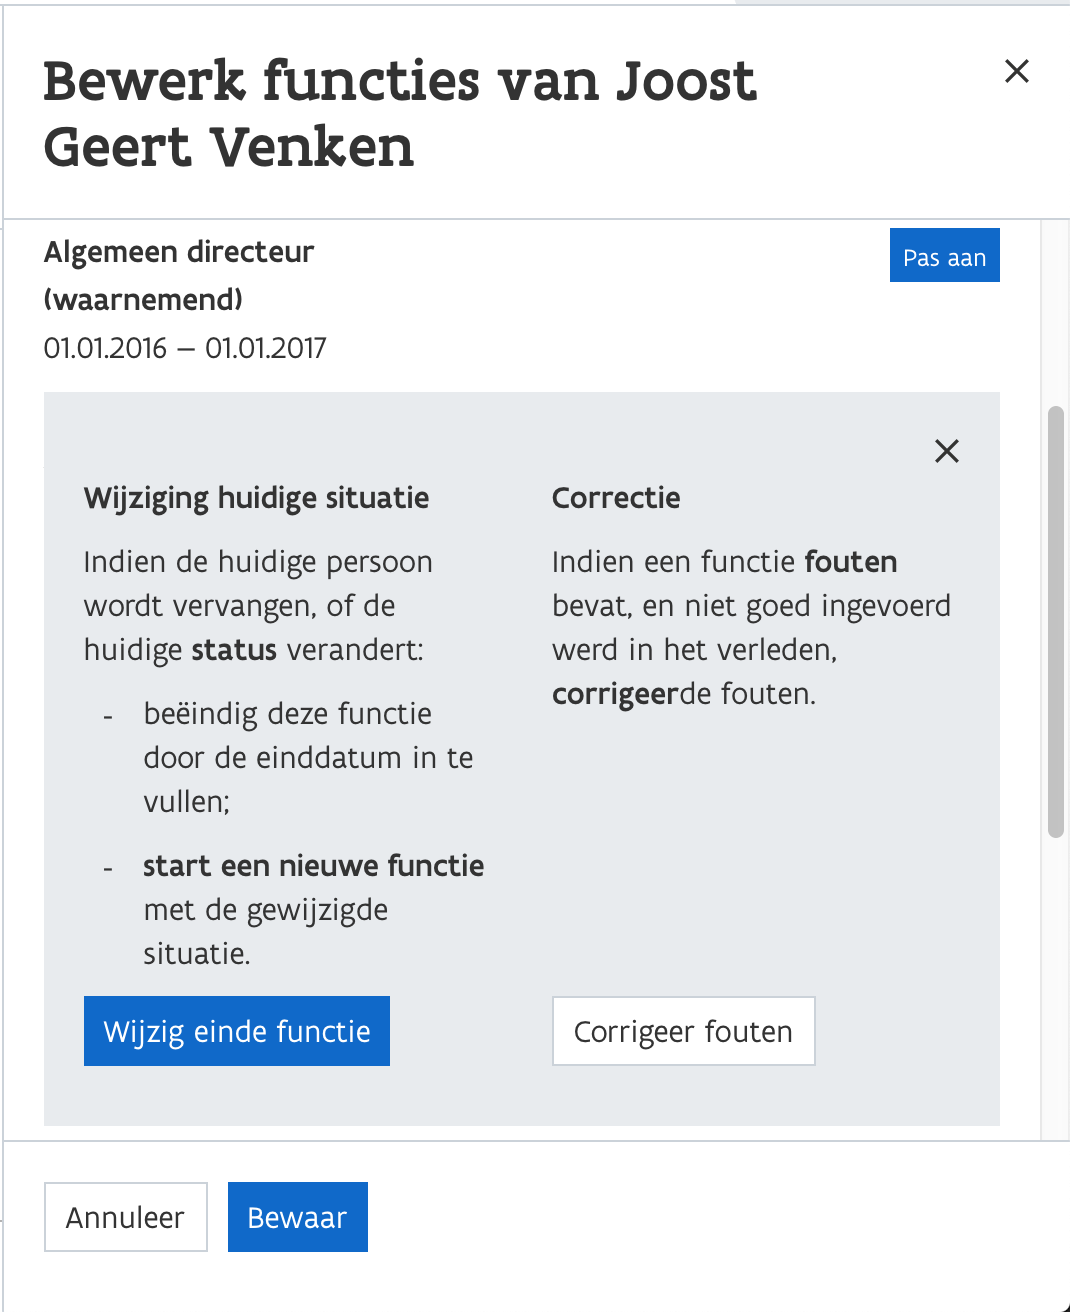 Bewerk functies van Joost
Geert Venken
Algemeen directeur
(waarnemend)
01.01.2016 – 01.01.2017
Pas aan
Wijziging huidige situatie
Indien de huidige persoon
wordt vervangen, of de
huidige status verandert:
- beëindig deze functie
door de einddatum in te
vullen;
- start een nieuwe functie
met de gewijzigde
situatie.
Wijzig einde functie
Correctie
Indien een functie fouten
bevat, en niet goed ingevoerd
werd in het verleden,
corrigeerde fouten.
Corrigeer fouten
Annuleer
Bewaar